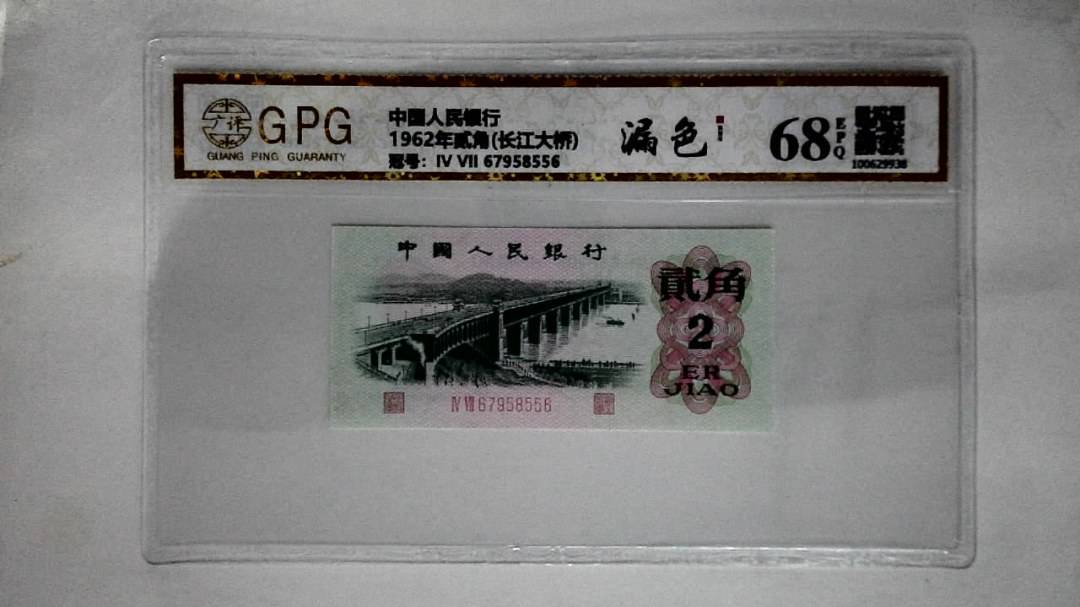 广评
GPG
GUANG PING GUARANTY
中国人民银行
1962年贰角(长江大桥)
冠号: IV VII 67958556
漏色
68
EPQ
100629938
中國人民銀行
貳角
2
ER
JIAO
IV VII 67958556